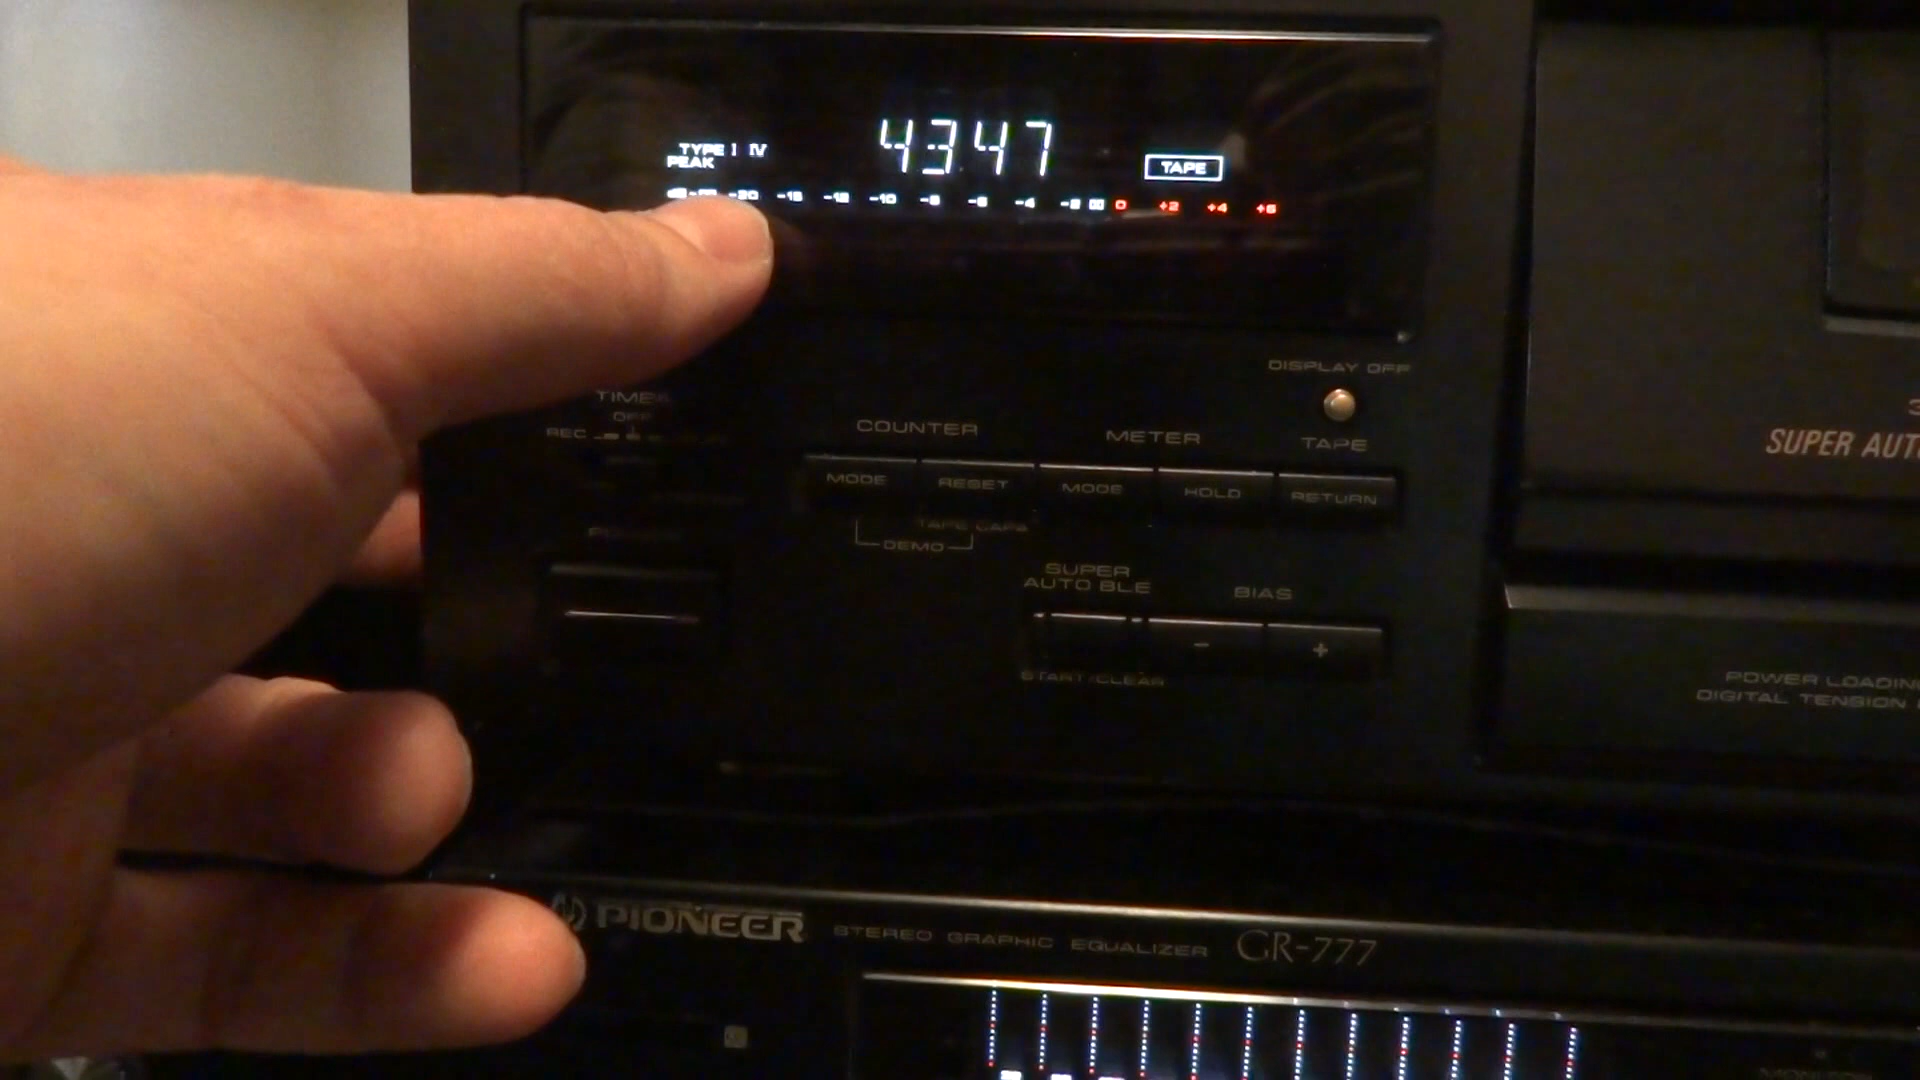 4347
TYPE I IV
PEAK
TAPE
-20 -15 -12 -10 -8 -6 -4 -2 0 +2 +4 +6
DISPLAY OFF
TIMER
OFF
REC
COUNTER
METER
TAPE
MODE RESET MODE HOLD RETURN
TAPE CAPA
DEMO
SUPER
AUTO BLE
BIAS
- +
START/CLEAR
SUPER AUT
POWER LOADING
DIGITAL TENSION
PIONEER STEREO GRAPHIC EQUALIZER GR-777